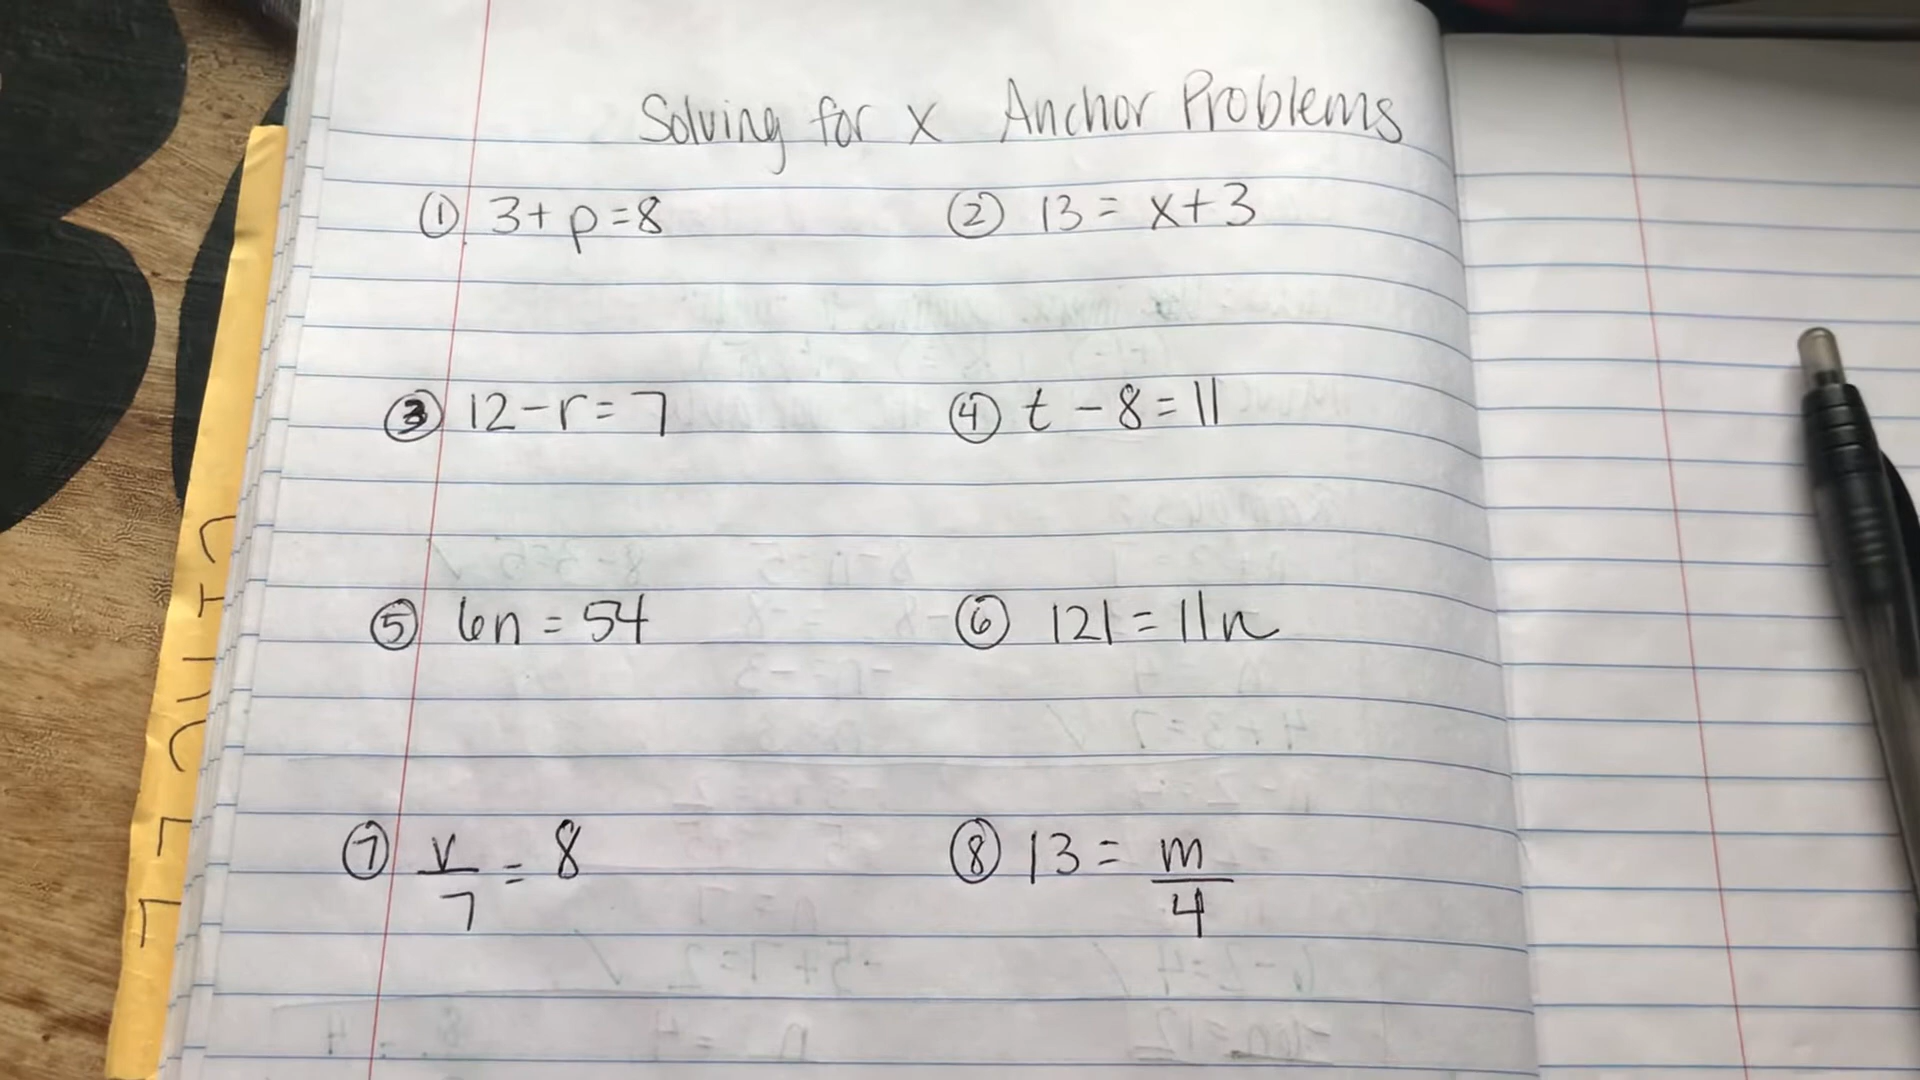 Solving for x Anchor Problems
① 3 + p = 8 ② 13 = x + 3
③ 12 - r = 7 ④ t - 8 = 11
⑤ 6n = 54 ⑥ 121 = 11n
⑦ v/7 = 8 ⑧ 13 = m/4